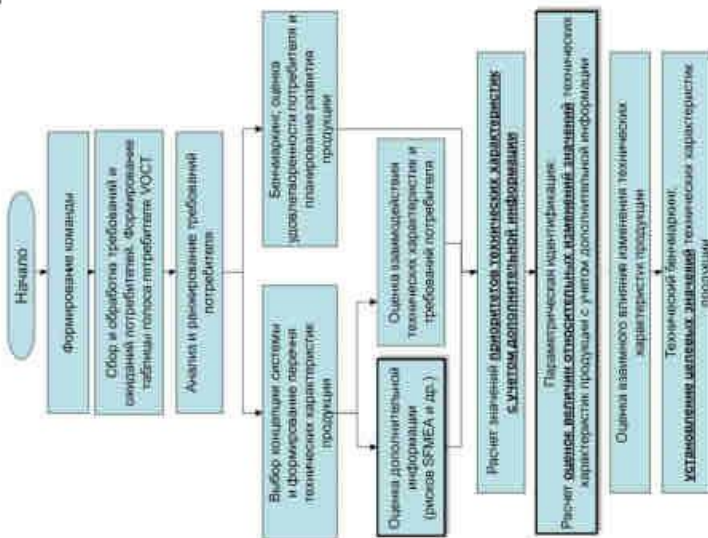 Начало
Формирование команды
Сбор и обработка требований и
ожиданий потребителей. Формирование
таблицы голоса потребителя VOCT
Анализ и ранжирование требований
потребителя
Выбор концепции системы
и формирование перечня
технических характеристик
продукции
Бенчмаркинг, оценка
удовлетворенности потребителя и
планирование развития
продукции
Оценка дополнительной
информации
(рисков SFMEA и др.)
Оценка взаимодействия
технических характеристик и
требований потребителя
Расчет значений приоритетов технических характеристик
с учетом дополнительной информации
Параметрическая идентификация:
Расчет оценок величин относительных изменений значений технических
характеристик продукции с учетом дополнительной информации
Оценка взаимного влияния изменения технических
характеристик продукции
Технический бенчмаркинг,
установление целевых значений технических характеристик
продукции